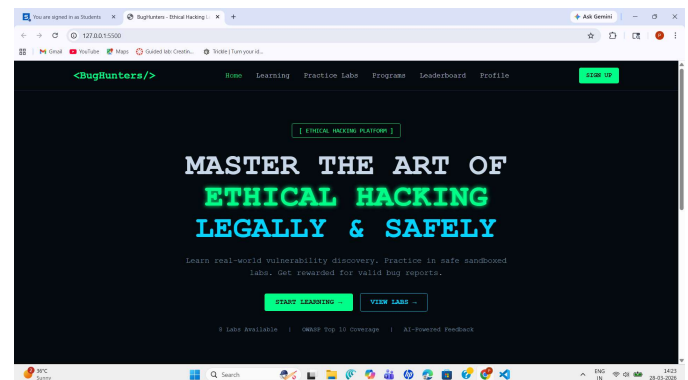 You are signed in as Students
BugHunters - Ethical Hacking L
Ask Gemini
127.0.0.1:5500
Gmail
YouTube
Maps
Guided lab: Creatin...
Trickle | Turn your id...
<BugHunters/>
Home
Learning
Practice Labs
Programs
Leaderboard
Profile
SIGN UP
[ ETHICAL HACKING PLATFORM ]
MASTER THE ART OF
ETHICAL HACKING
LEGALLY & SAFELY
Learn real-world vulnerability discovery. Practice in safe sandboxed
labs. Get rewarded for valid bug reports.
START LEARNING →
VIEW LABS →
8 Labs Available | OWASP Top 10 Coverage | AI-Powered Feedback
36°C
Sunny
Search
ENG
IN
14:23
28-03-2026